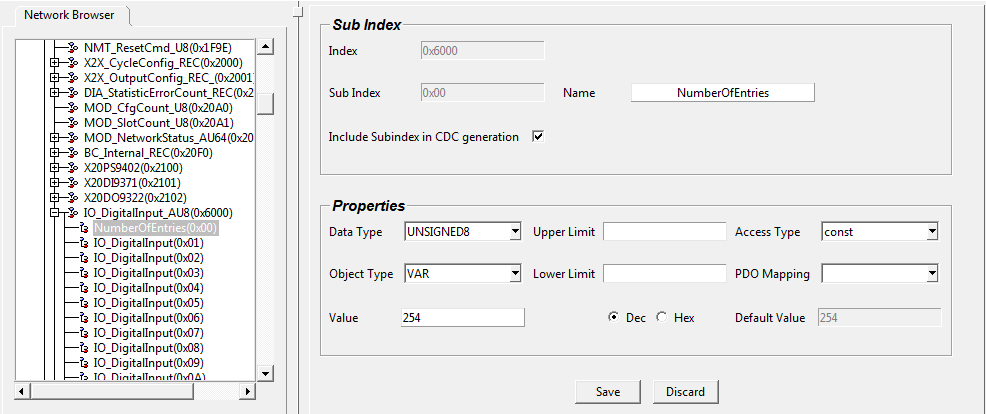 Network Browser
NMT_ResetCmd_U8(0x1F9E)
X2X_CycleConfig_REC(0x2000)
X2X_OutputConfig_REC_(0x2001)
DIA_StatisticErrorCount_REC(0x2
MOD_CfgCount_U8(0x20A0)
MOD_SlotCount_U8(0x20A1)
MOD_NetworkStatus_AU64(0x20
BC_Internal_REC(0x20F0)
X20PS9402(0x2100)
X20DI9371(0x2101)
X20DO9322(0x2102)
IO_DigitalInput_AU8(0x6000)
NumberOfEntries(0x00)
IO_DigitalInput(0x01)
IO_DigitalInput(0x02)
IO_DigitalInput(0x03)
IO_DigitalInput(0x04)
IO_DigitalInput(0x05)
IO_DigitalInput(0x06)
IO_DigitalInput(0x07)
IO_DigitalInput(0x08)
IO_DigitalInput(0x09)
IO_DigitalInput(0x0A)
Sub Index
Index 0x6000
Sub Index 0x00 Name NumberOfEntries
Include Subindex in CDC generation
Properties
Data Type UNSIGNED8 Upper Limit Access Type const
Object Type VAR Lower Limit PDO Mapping
Value 254 Dec Hex Default Value 254
Save Discard